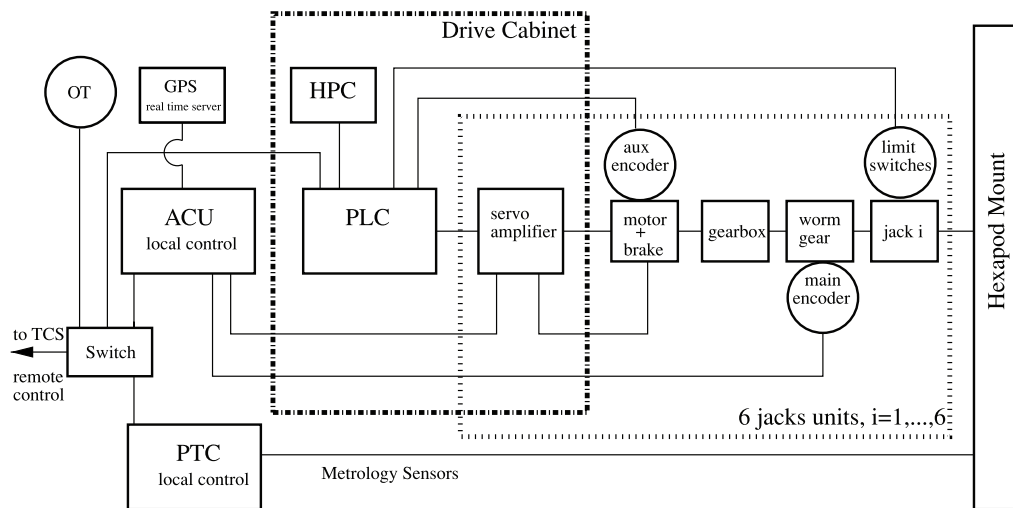 Drive Cabinet
OT
GPS
real time server
HPC
aux
encoder
limit
switches
ACU
local control
PLC
servo
amplifier
motor
+
brake
gearbox
worm
gear
jack i
main
encoder
Hexapod Mount
to TCS
Switch
remote
control
6 jacks units, i=1,...,6
PTC
local control
Metrology Sensors